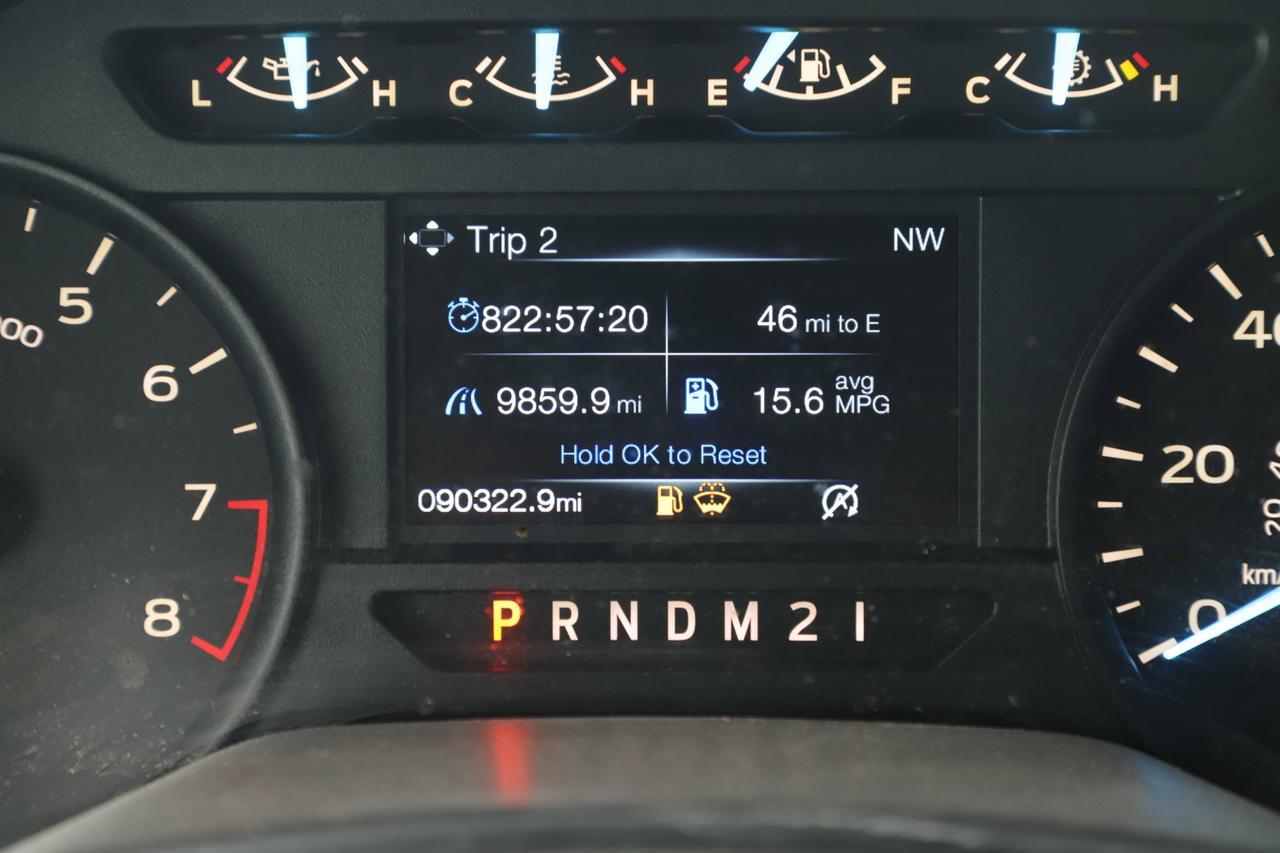 L H C H E F C H
Trip 2 NW
822:57:20 46 mi to E
9859.9 mi 15.6 avg MPG
Hold OK to Reset
090322.9mi
P R N D M 2 1
5
6
7
8
20
0